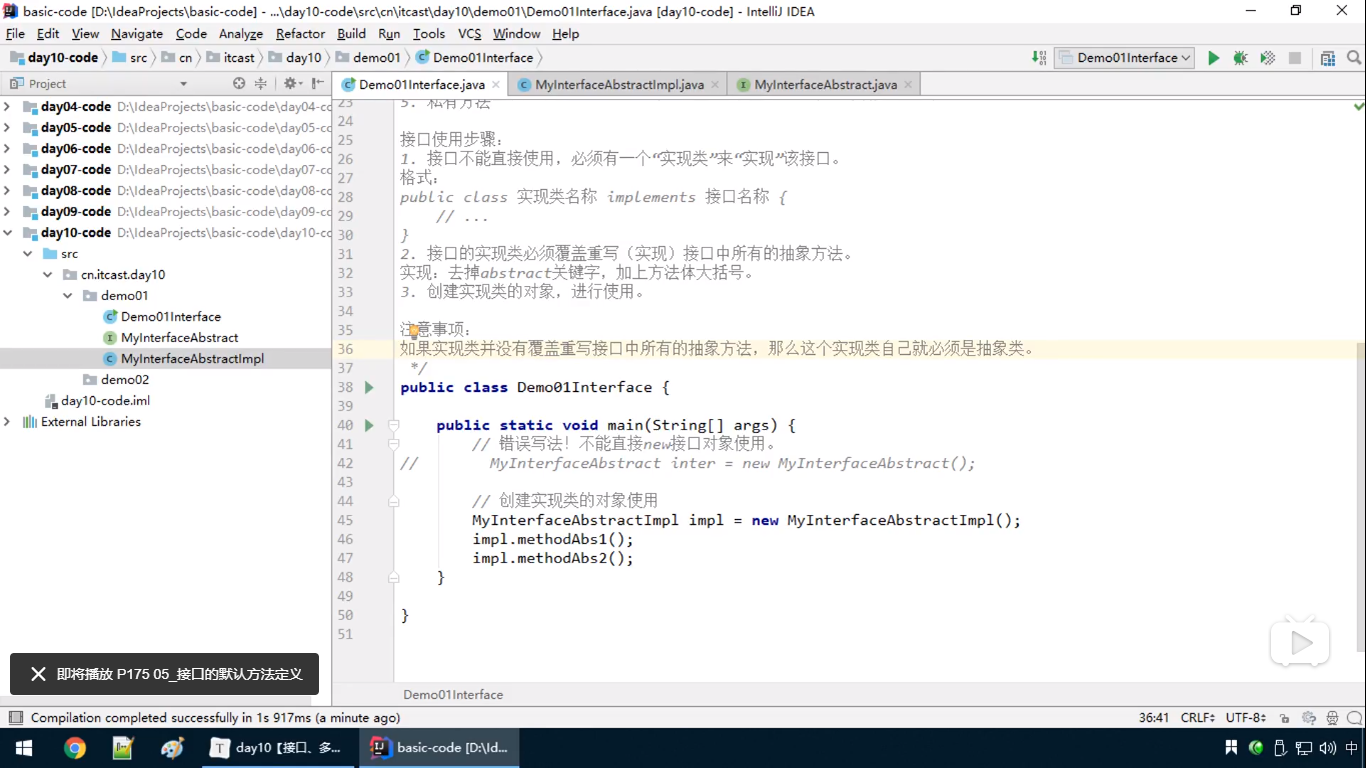 basic-code [D:\IdeaProjects\basic-code] - ...\day10-code\src\cn\itcast\day10\demo01\Demo01Interface.java [day10-code] - IntelliJ IDEA
File Edit View Navigate Code Analyze Refactor Build Run Tools VCS Window Help
day10-code src cn itcast day10 demo01 Demo01Interface
Demo01Interface
Project
Demo01Interface.java MyInterfaceAbstractImpl.java MyInterfaceAbstract.java
day04-code D:\IdeaProjects\basic-code\day04-cc
day05-code D:\IdeaProjects\basic-code\day05-cc
day06-code D:\IdeaProjects\basic-code\day06-cc
day07-code D:\IdeaProjects\basic-code\day07-cc
day08-code D:\IdeaProjects\basic-code\day08-cc
day09-code D:\IdeaProjects\basic-code\day09-cc
day10-code D:\IdeaProjects\basic-code\day10-cc
src
cn.itcast.day10
demo01
Demo01Interface
MyInterfaceAbstract
MyInterfaceAbstractImpl
demo02
day10-code.iml
External Libraries
23 5. 私有方法
24
25 接口使用步骤：
26 1. 接口不能直接使用，必须有一个“实现类”来“实现”该接口。
27 格式：
28 public class 实现类名称 implements 接口名称 {
29 // ...
30 }
31 2. 接口的实现类必须覆盖重写（实现）接口中所有的抽象方法。
32 实现：去掉abstract关键字，加上方法体大括号。
33 3. 创建实现类的对象，进行使用。
34
35 注意事项：
36 如果实现类并没有覆盖重写接口中所有的抽象方法，那么这个实现类自己就必须是抽象类。
37 */
38 public class Demo01Interface {
39
40 public static void main(String[] args) {
41 // 错误写法！不能直接new接口对象使用。
42 // MyInterfaceAbstract inter = new MyInterfaceAbstract();
43
44 // 创建实现类的对象使用
45 MyInterfaceAbstractImpl impl = new MyInterfaceAbstractImpl();
46 impl.methodAbs1();
47 impl.methodAbs2();
48 }
49
50 }
51
即将播放 P175 05_接口的默认方法定义
Demo01Interface
Compilation completed successfully in 1s 917ms (a minute ago)
36:41 CRLF UTF-8
day10【接口、多... basic-code [D:\Id...
中